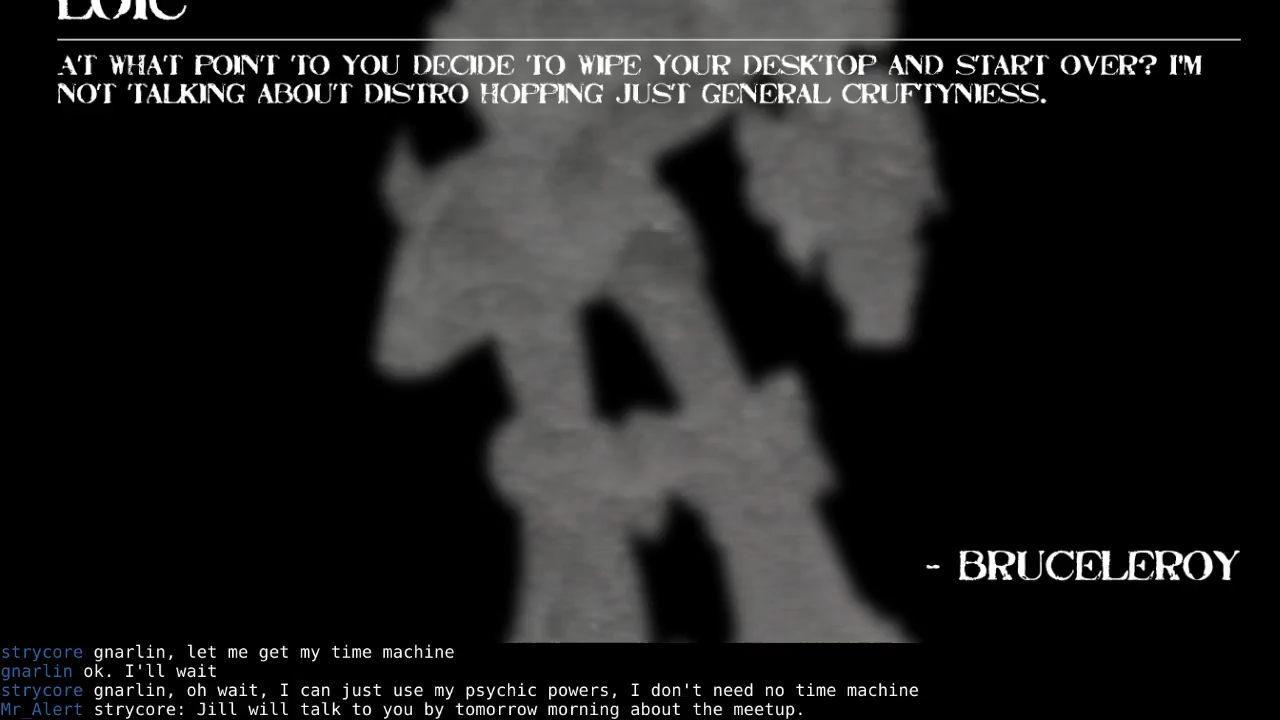 LOIC
AT WHAT POINT TO YOU DECIDE TO WIPE YOUR DESKTOP AND START OVER? I'M
NOT TALKING ABOUT DISTRO HOPPING JUST GENERAL CRUFTYNIESS.
- BRUCELEROY
strycore gnarlin, let me get my time machine
gnarlin ok. I'll wait
strycore gnarlin, oh wait, I can just use my psychic powers, I don't need no time machine
Mr_Alert strycore: Jill will talk to you by tomorrow morning about the meetup.